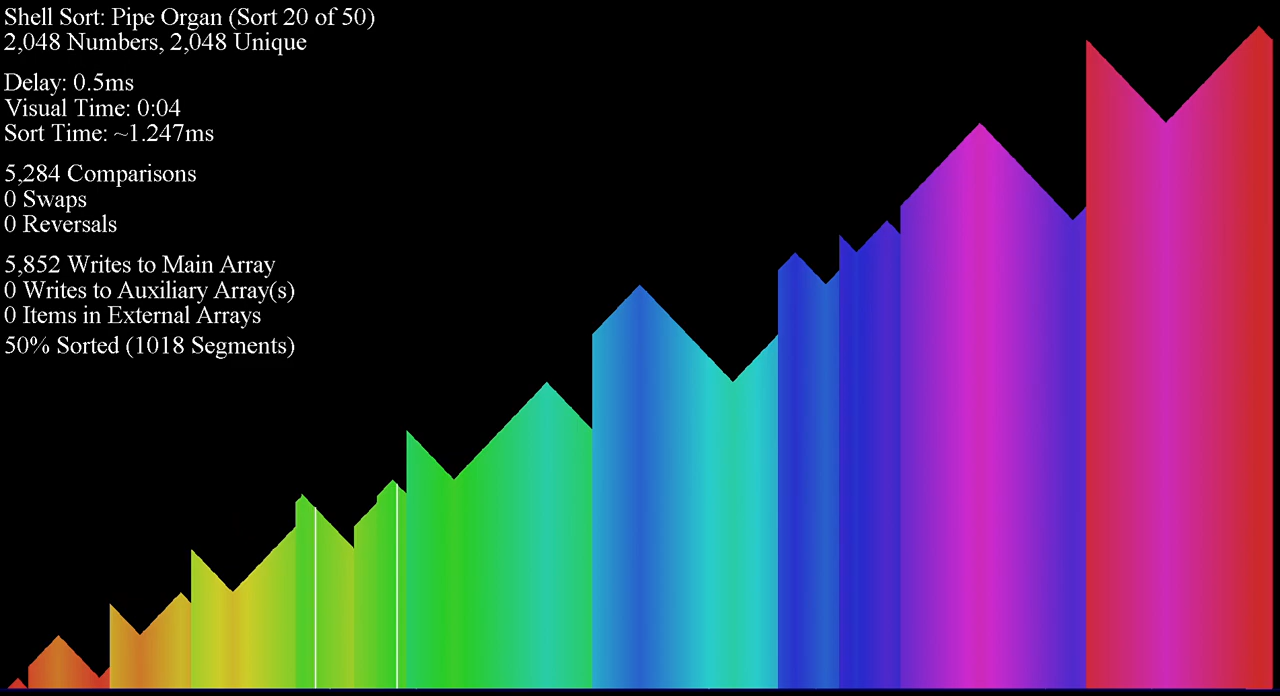 Shell Sort: Pipe Organ (Sort 20 of 50)
2,048 Numbers, 2,048 Unique
Delay: 0.5ms
Visual Time: 0:04
Sort Time: ~1.247ms
5,284 Comparisons
0 Swaps
0 Reversals
5,852 Writes to Main Array
0 Writes to Auxiliary Array(s)
0 Items in External Arrays
50% Sorted (1018 Segments)